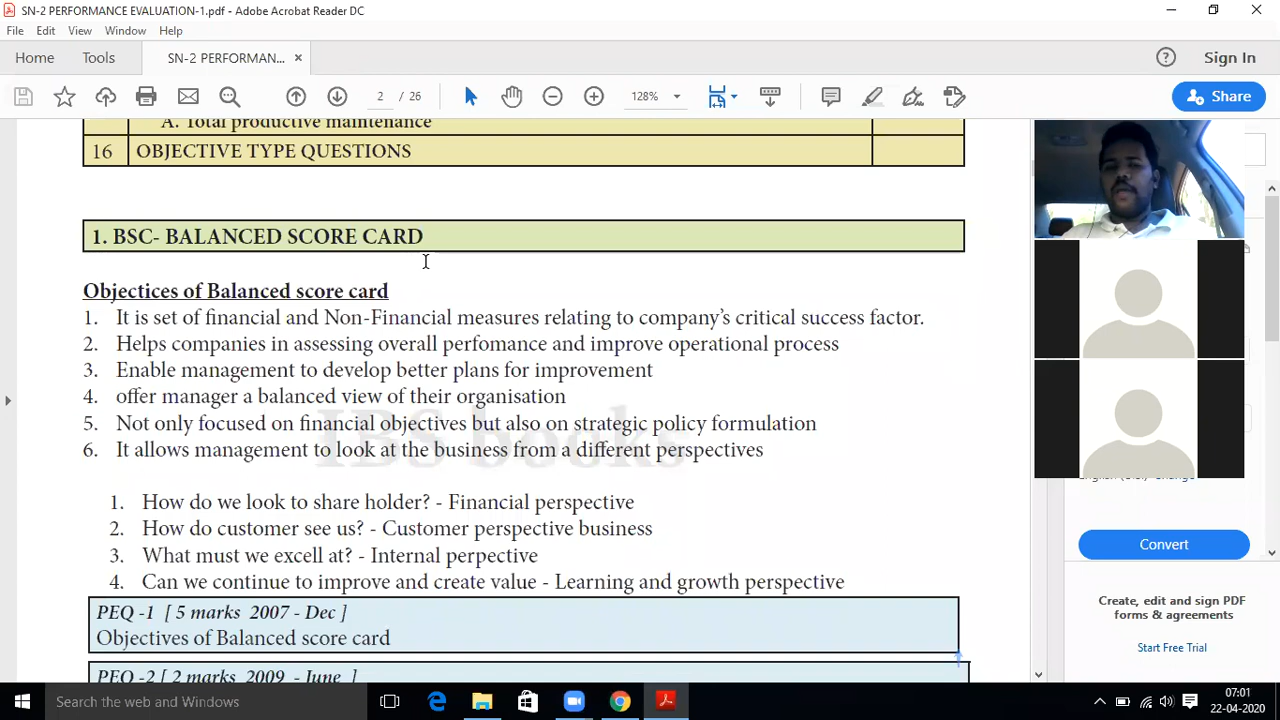 SN-2 PERFORMANCE EVALUATION-1.pdf - Adobe Acrobat Reader DC
File Edit View Window Help
Home Tools SN-2 PERFORMAN... × ? Sign In
2 / 26 128% Share
A. Total productive maintenance
16 OBJECTIVE TYPE QUESTIONS
1. BSC- BALANCED SCORE CARD
Objectices of Balanced score card
1. It is set of financial and Non-Financial measures relating to company's critical success factor.
2. Helps companies in assessing overall perfomance and improve operational process
3. Enable management to develop better plans for improvement
4. offer manager a balanced view of their organisation
5. Not only focused on financial objectives but also on strategic policy formulation
6. It allows management to look at the business from a different perspectives
IBS books
1. How do we look to share holder? - Financial perspective
2. How do customer see us? - Customer perspective business
3. What must we excell at? - Internal perpective
4. Can we continue to improve and create value - Learning and growth perspective
PEQ -1 [ 5 marks 2007 - Dec ]
Objectives of Balanced score card
PEQ -2 [ 2 marks 2009 - June ]
Convert
Create, edit and sign PDF
forms & agreements
Start Free Trial
Search the web and Windows
07:01
22-04-2020